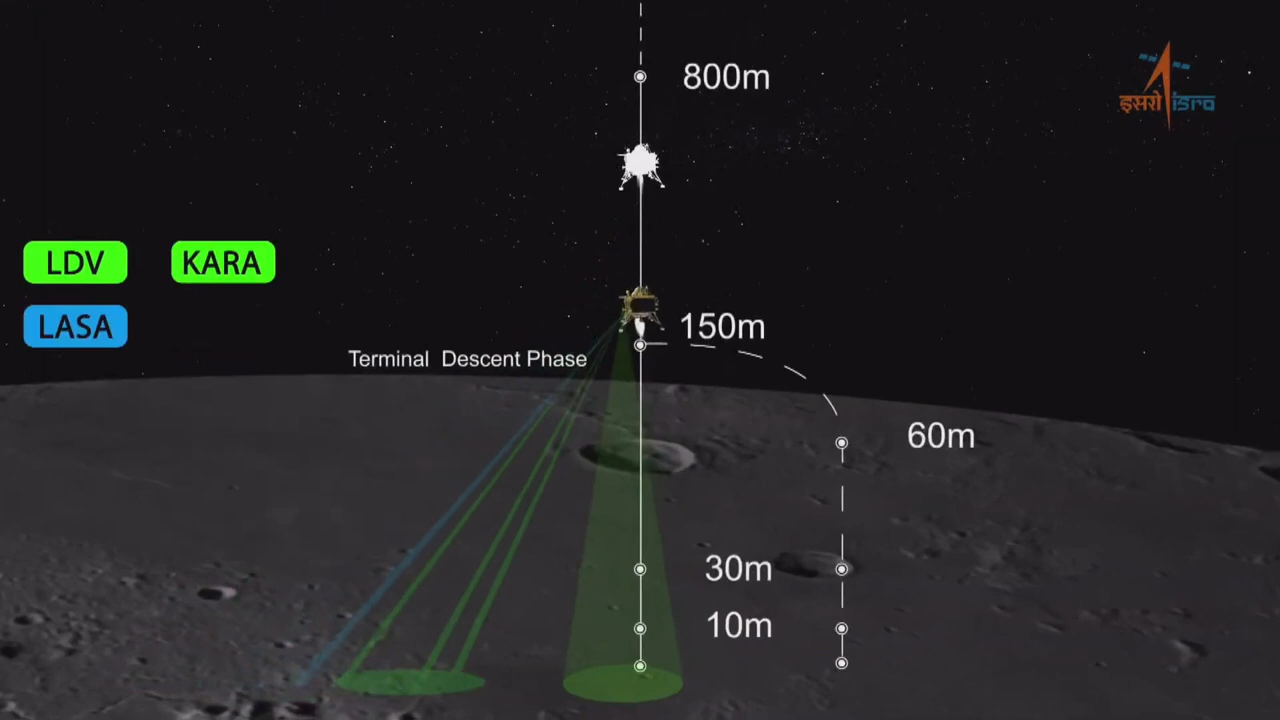 800m
इसरो isro
LDV
KARA
LASA
150m
Terminal Descent Phase
60m
30m
10m